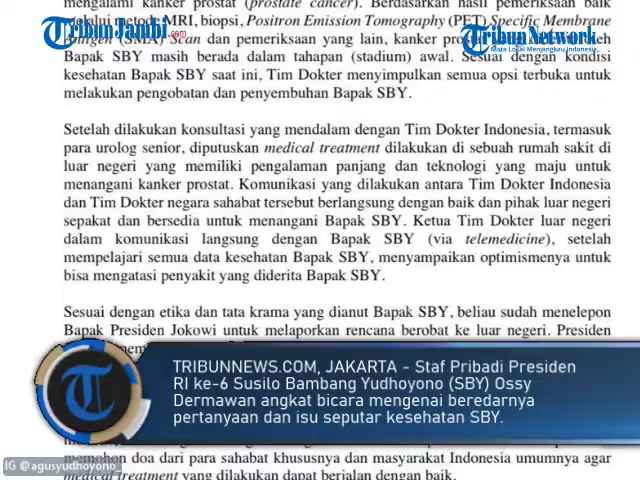 mengalami kanker prostat (prostate cancer). Berdasarkan hasil pemeriksaan baik
melalui metode MRI, biopsi, Positron Emission Tomography (PET) Specific Membrane
Antigen (SMA) Scan dan pemeriksaan yang lain, kanker prostat
Tribun Jambi.com
Tribun Network
Mata Lokal Menjangkau Indonesia
Bapak SBY masih berada dalam tahapan (stadium) awal. Sesuai dengan kondisi
kesehatan Bapak SBY saat ini, Tim Dokter menyimpulkan semua opsi terbuka untuk
melakukan pengobatan dan penyembuhan Bapak SBY.
Setelah dilakukan konsultasi yang mendalam dengan Tim Dokter Indonesia, termasuk
para urolog senior, diputuskan medical treatment dilakukan di sebuah rumah sakit di
luar negeri yang memiliki pengalaman panjang dan teknologi yang maju untuk
menangani kanker prostat. Komunikasi yang dilakukan antara Tim Dokter Indonesia
dan Tim Dokter negara sahabat tersebut berlangsung dengan baik dan pihak luar negeri
sepakat dan bersedia untuk menangani Bapak SBY. Ketua Tim Dokter luar negeri
dalam komunikasi langsung dengan Bapak SBY (via telemedicine), setelah
mempelajari semua data kesehatan Bapak SBY, menyampaikan optimismenya untuk
bisa mengatasi penyakit yang diderita Bapak SBY.
Sesuai dengan etika dan tata krama yang dianut Bapak SBY, beliau sudah menelepon
Bapak Presiden Jokowi untuk melaporkan rencana berobat ke luar negeri. Presiden
TRIBUNNEWS.COM, JAKARTA - Staf Pribadi Presiden
RI ke-6 Susilo Bambang Yudhoyono (SBY) Ossy
Dermawan angkat bicara mengenai beredarnya
pertanyaan dan isu seputar kesehatan SBY.
memohon doa dari para sahabat khususnya dan masyarakat Indonesia umumnya agar
IG @agusyudhoyono
medical treatment yang dilakukan dapat berjalan dengan baik.